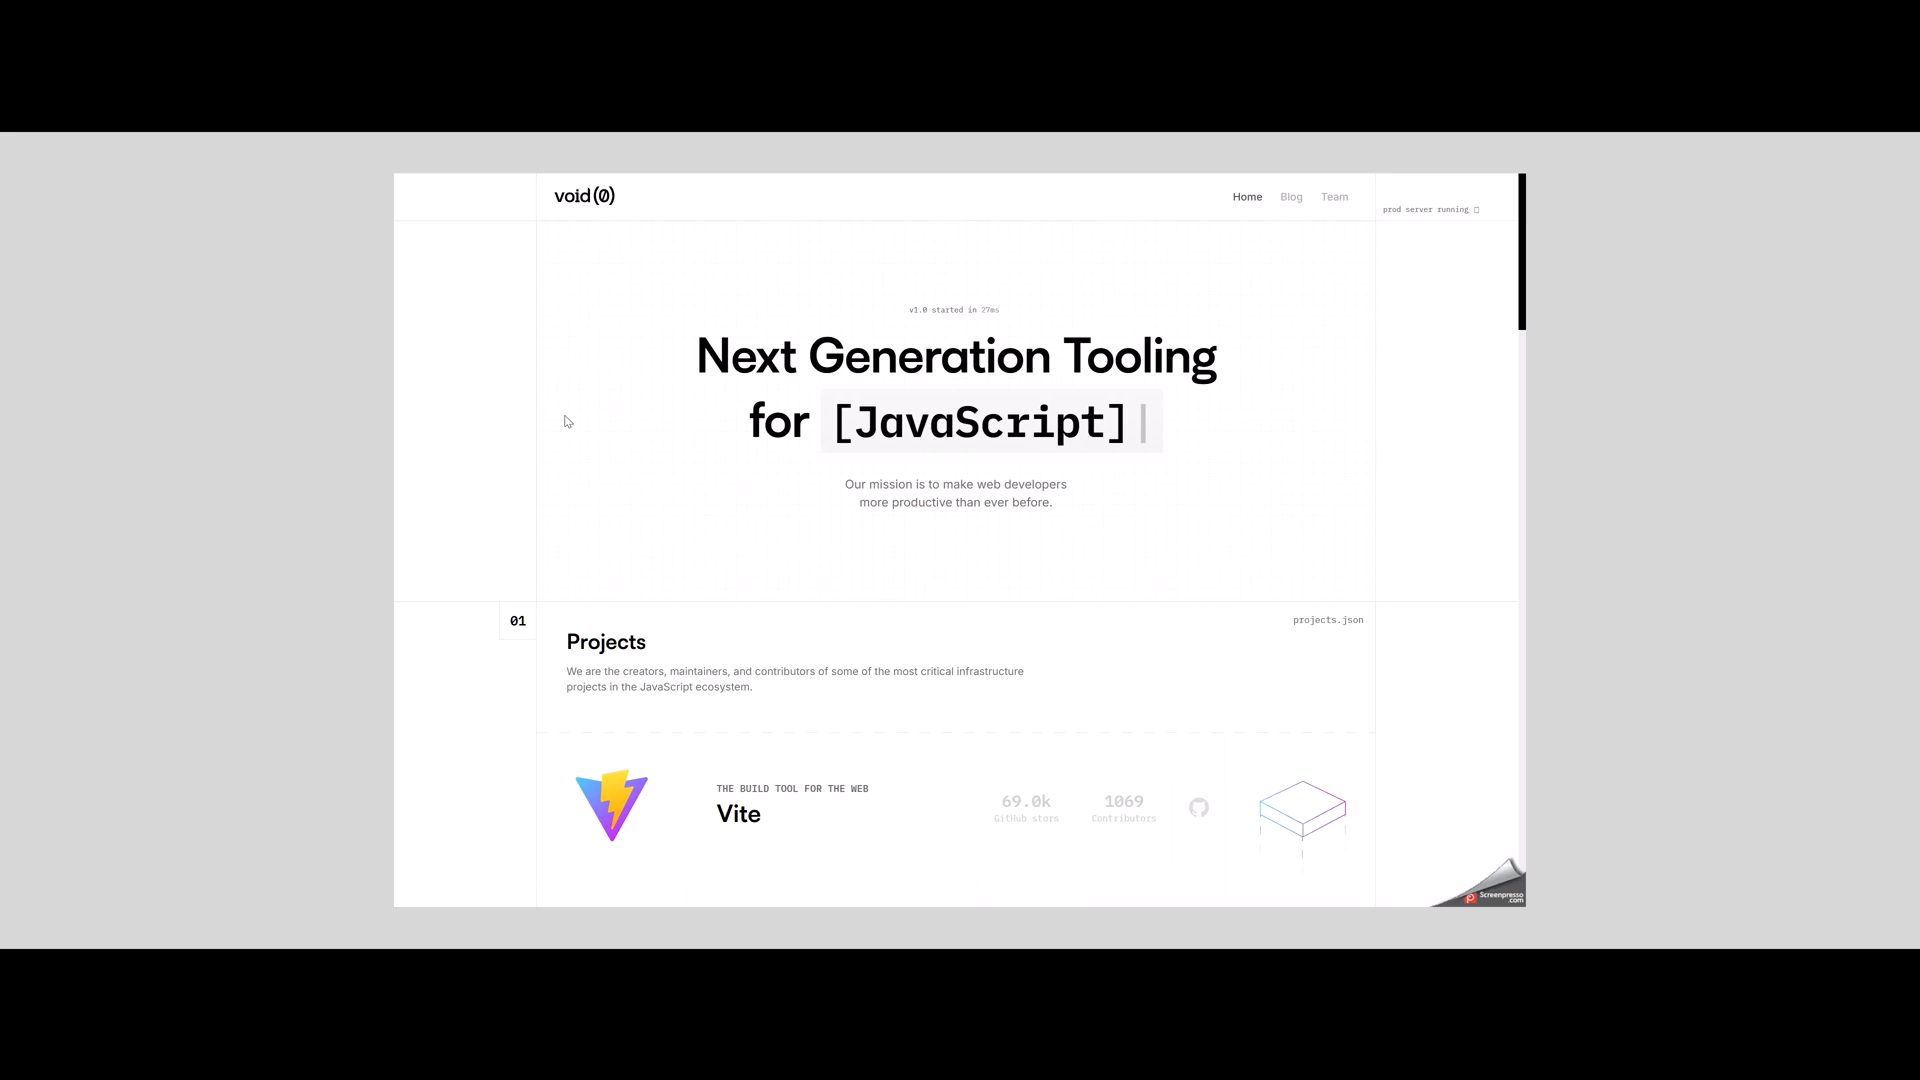 void(0)
Home Blog Team
prod server running
v1.0 started in 27ms
Next Generation Tooling
for [JavaScript]
Our mission is to make web developers
more productive than ever before.
01
projects.json
Projects
We are the creators, maintainers, and contributors of some of the most critical infrastructure
projects in the JavaScript ecosystem.
THE BUILD TOOL FOR THE WEB
Vite
69.0k
GitHub stars
1069
Contributors
Screenpresso
.com